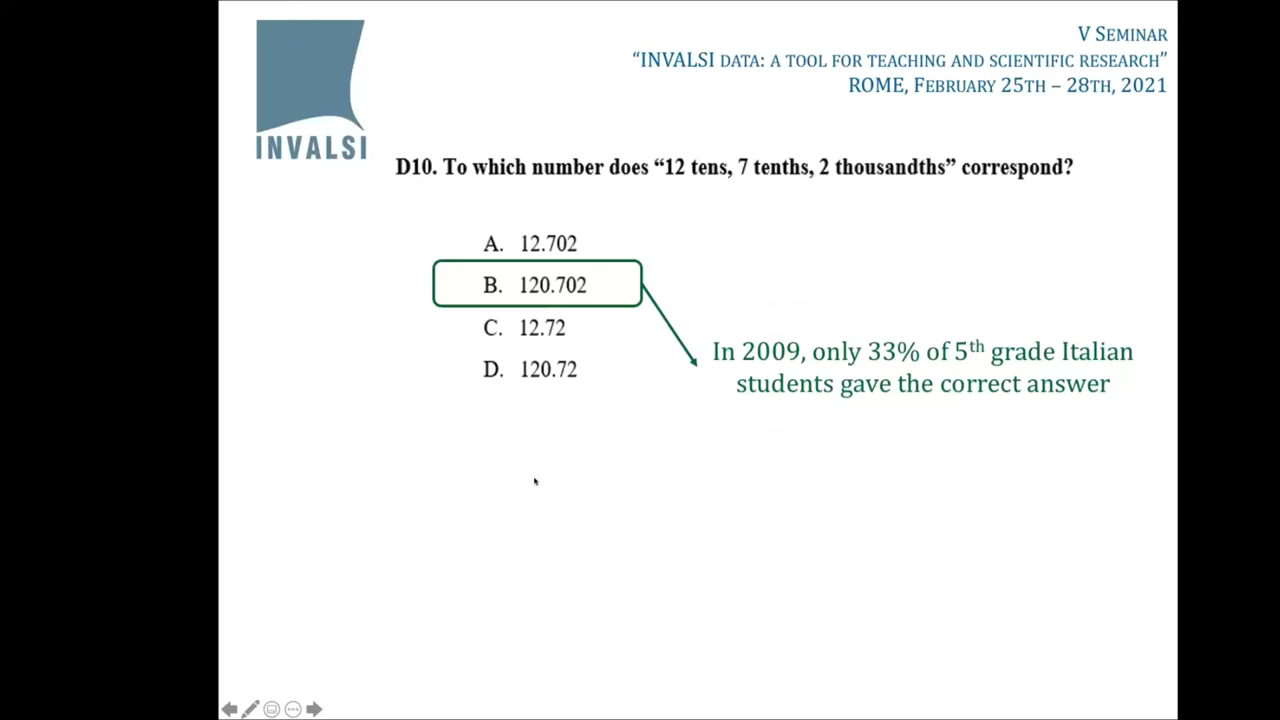 INVALSI
V SEMINAR
“INVALSI DATA: A TOOL FOR TEACHING AND SCIENTIFIC RESEARCH”
ROME, FEBRUARY 25TH – 28TH, 2021
D10. To which number does “12 tens, 7 tenths, 2 thousandths” correspond?
A. 12.702
B. 120.702
C. 12.72
D. 120.72
In 2009, only 33% of 5th grade Italian
students gave the correct answer